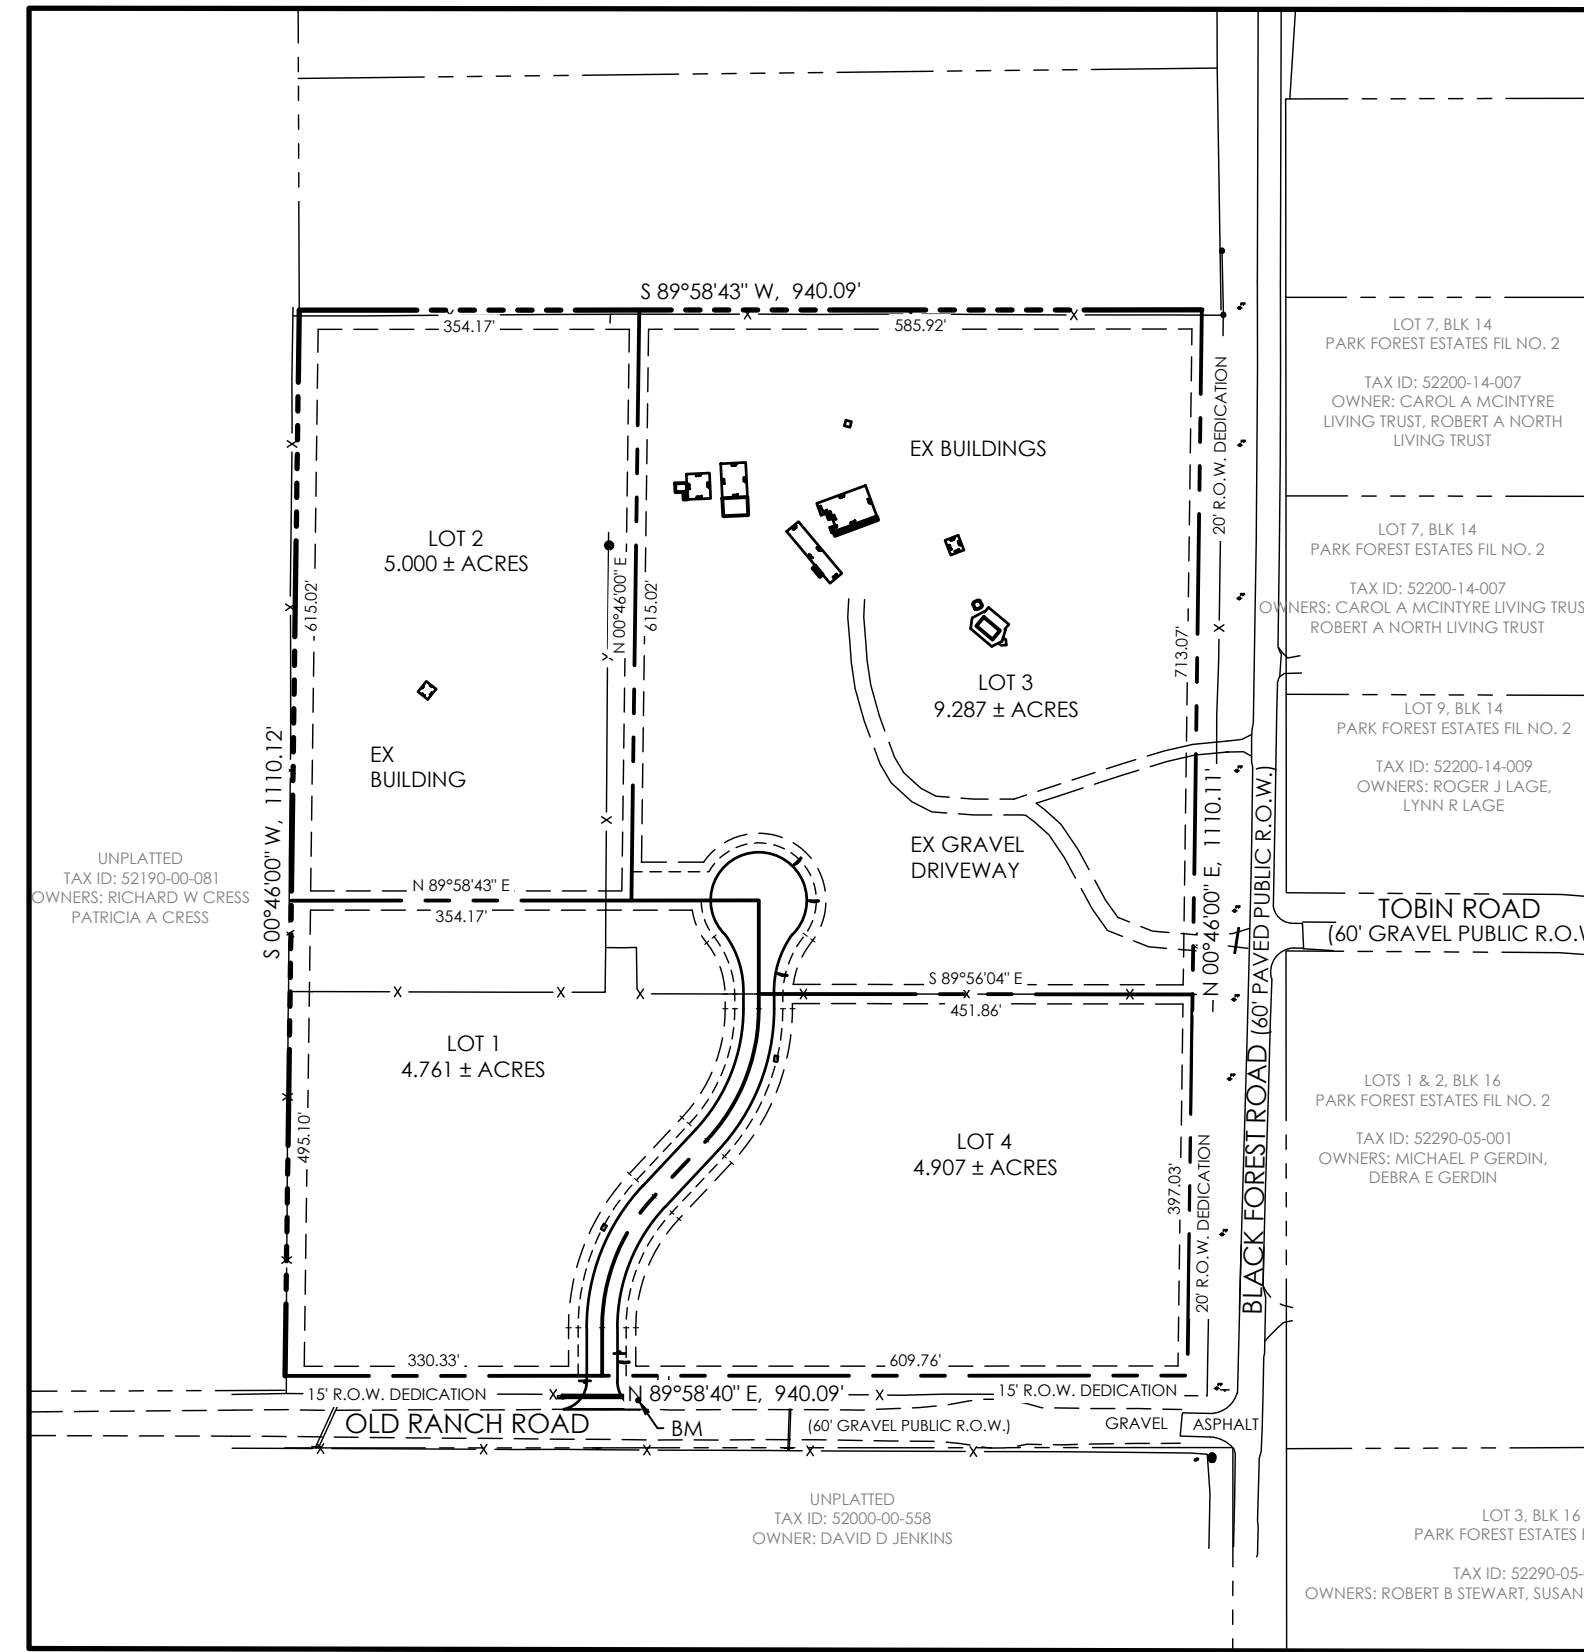 S 89°58'43" W, 940.09'
354.17'
585.92'
LOT 7, BLK 14
PARK FOREST ESTATES FIL NO. 2
TAX ID: 52200-14-007
OWNER: CAROL A MCINTYRE
LIVING TRUST, ROBERT A NORTH
LIVING TRUST
20' R.O.W. DEDICATION
EX BUILDINGS
LOT 2
5.000 ± ACRES
LOT 7, BLK 14
PARK FOREST ESTATES FIL NO. 2
TAX ID: 52200-14-007
OWNERS: CAROL A MCINTYRE LIVING TRUS
ROBERT A NORTH LIVING TRUST
615.02'
N 00°46'00" E
615.02'
713.07'
LOT 3
9.287 ± ACRES
LOT 9, BLK 14
PARK FOREST ESTATES FIL NO. 2
TAX ID: 52200-14-009
OWNERS: ROGER J LAGE,
LYNN R LAGE
EX
BUILDING
S 00°46'00" W, 1110.12'
EX GRAVEL
DRIVEWAY
N 00°46'00" E, 1110.11'
UNPLATTED
TAX ID: 52190-00-081
OWNERS: RICHARD W CRESS
PATRICIA A CRESS
N 89°58'43" E
354.17'
TOBIN ROAD
(60' GRAVEL PUBLIC R.O.W
S 89°56'04" E
451.86'
BLACK FOREST ROAD (60' PAVED PUBLIC R.O.W.)
LOT 1
4.761 ± ACRES
495.10'
LOT 4
4.907 ± ACRES
397.03'
20' R.O.W. DEDICATION
LOTS 1 & 2, BLK 16
PARK FOREST ESTATES FIL NO. 2
TAX ID: 52290-05-001
OWNERS: MICHAEL P GERDIN,
DEBRA E GERDIN
330.33'
609.76'
15' R.O.W. DEDICATION
N 89°58'40" E, 940.09'
15' R.O.W. DEDICATION
OLD RANCH ROAD
BM
(60' GRAVEL PUBLIC R.O.W.)
GRAVEL
ASPHALT
UNPLATTED
TAX ID: 52000-00-558
OWNER: DAVID D JENKINS
LOT 3, BLK 16
PARK FOREST ESTATES
TAX ID: 52290-05-
OWNERS: ROBERT B STEWART, SUSAN